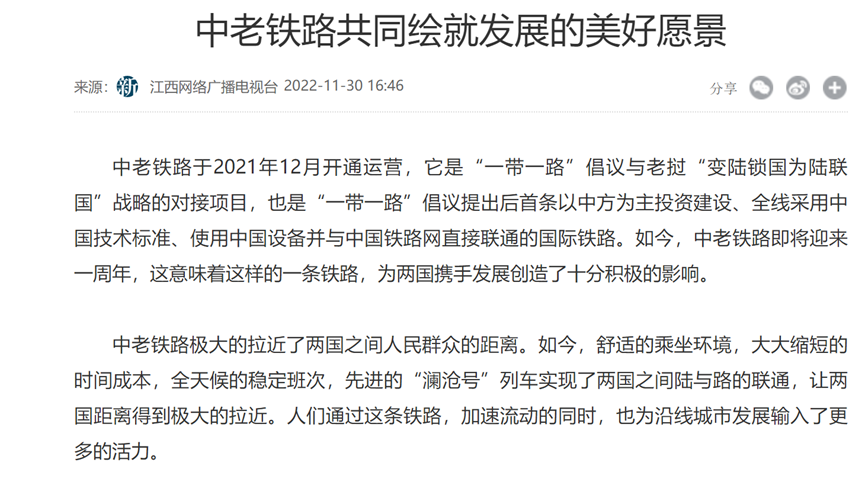 中老铁路共同绘就发展的美好愿景
来源： 新 江西网络广播电视台 2022-11-30 16:46 分享
中老铁路于2021年12月开通运营，它是“一带一路”倡议与老挝“变陆锁国为陆联
国”战略的对接项目，也是“一带一路”倡议提出后首条以中方为主投资建设、全线采用中
国技术标准、使用中国设备并与中国铁路网直接联通的国际铁路。如今，中老铁路即将迎来
一周年，这意味着这样的一条铁路，为两国携手发展创造了十分积极的影响。
中老铁路极大的拉近了两国之间人民群众的距离。如今，舒适的乘坐环境，大大缩短的
时间成本，全天候的稳定班次，先进的“澜沧号”列车实现了两国之间陆与路的联通，让两
国距离得到极大的拉近。人们通过这条铁路，加速流动的同时，也为沿线城市发展输入了更
多的活力。